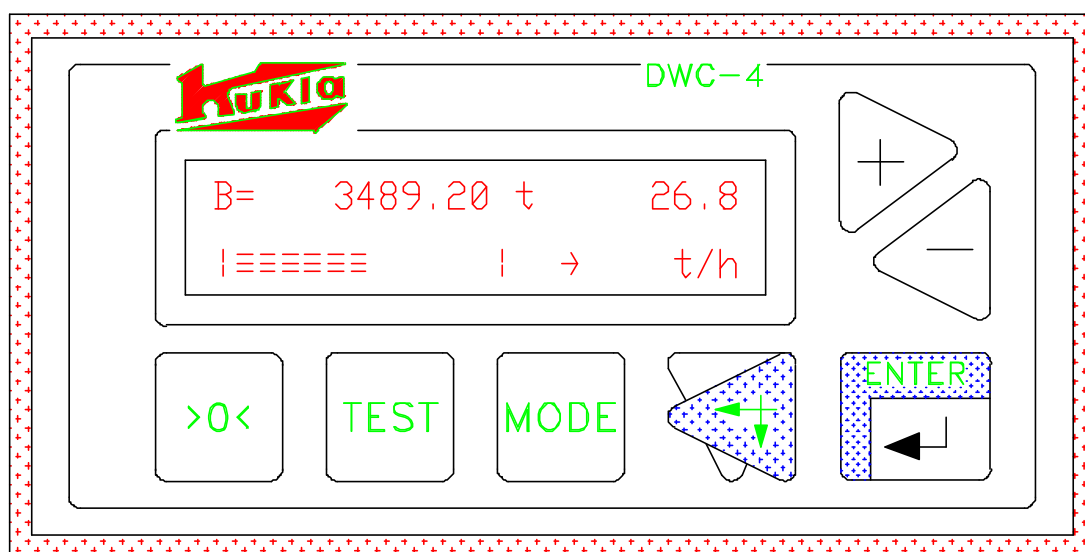 Kukla
DWC-4
B= 3489.20 t 26.8
|≡≡≡≡≡≡ | → t/h
+
−
>0<
TEST
MODE
ENTER